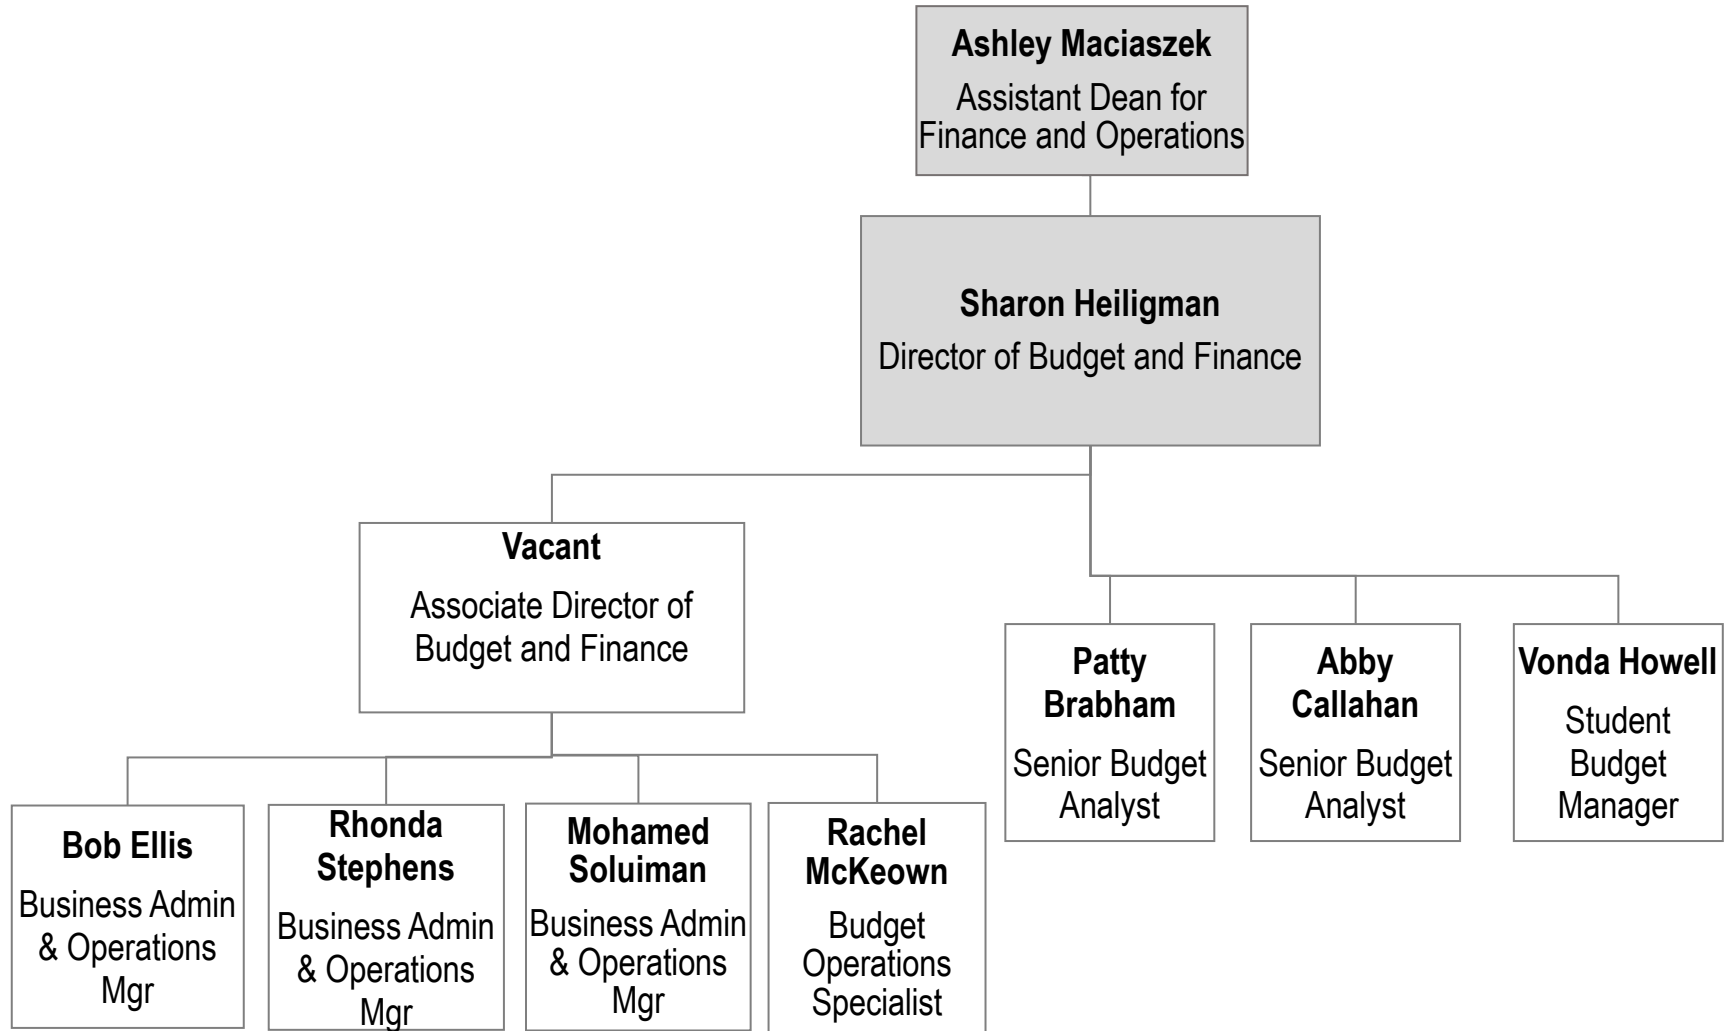 Ashley Maciaszek
Assistant Dean for
Finance and Operations
Sharon Heiligman
Director of Budget and Finance
Vacant
Associate Director of
Budget and Finance
Patty
Brabham
Senior Budget
Analyst
Abby
Callahan
Senior Budget
Analyst
Vonda Howell
Student
Budget
Manager
Bob Ellis
Business Admin
& Operations
Mgr
Rhonda
Stephens
Business Admin
& Operations
Mgr
Mohamed
Soluiman
Business Admin
& Operations
Mgr
Rachel
McKeown
Budget
Operations
Specialist